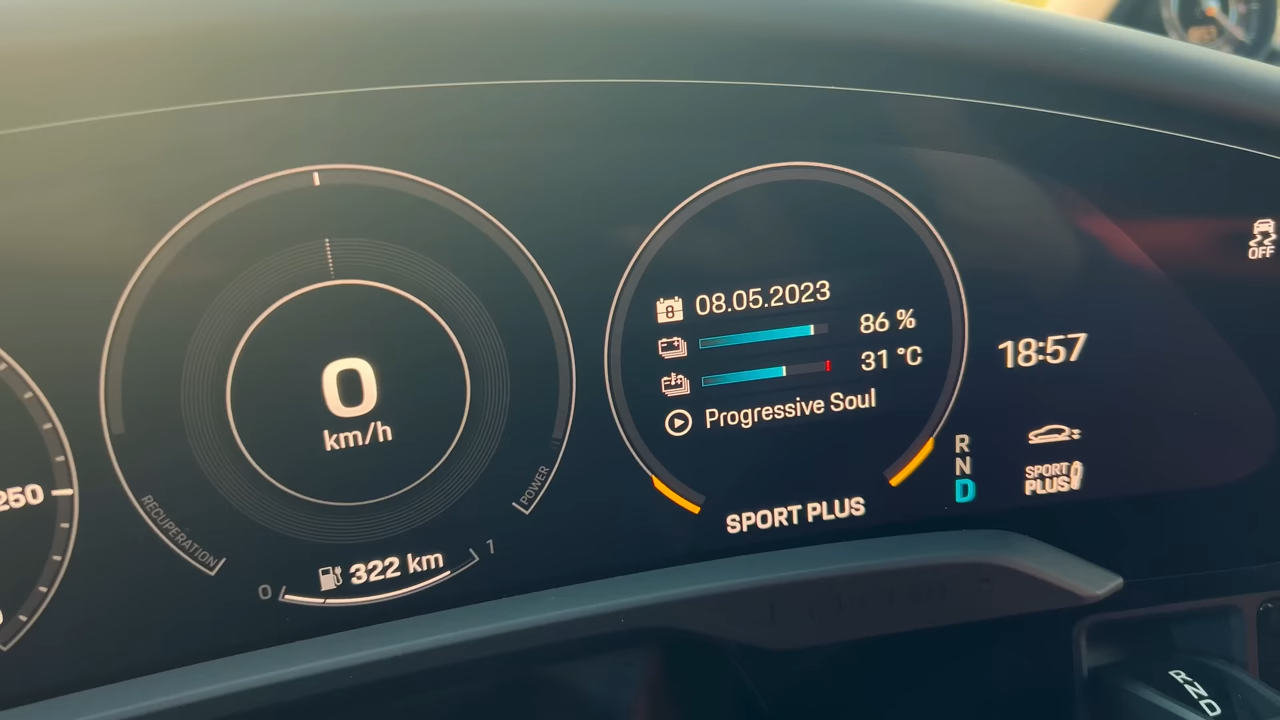 250
0
km/h
RECUPERATION
POWER
0
322 km
1
8
08.05.2023
86 %
31 °C
Progressive Soul
SPORT PLUS
18:57
R
N
D
SPORT
PLUS
OFF
R
N
D